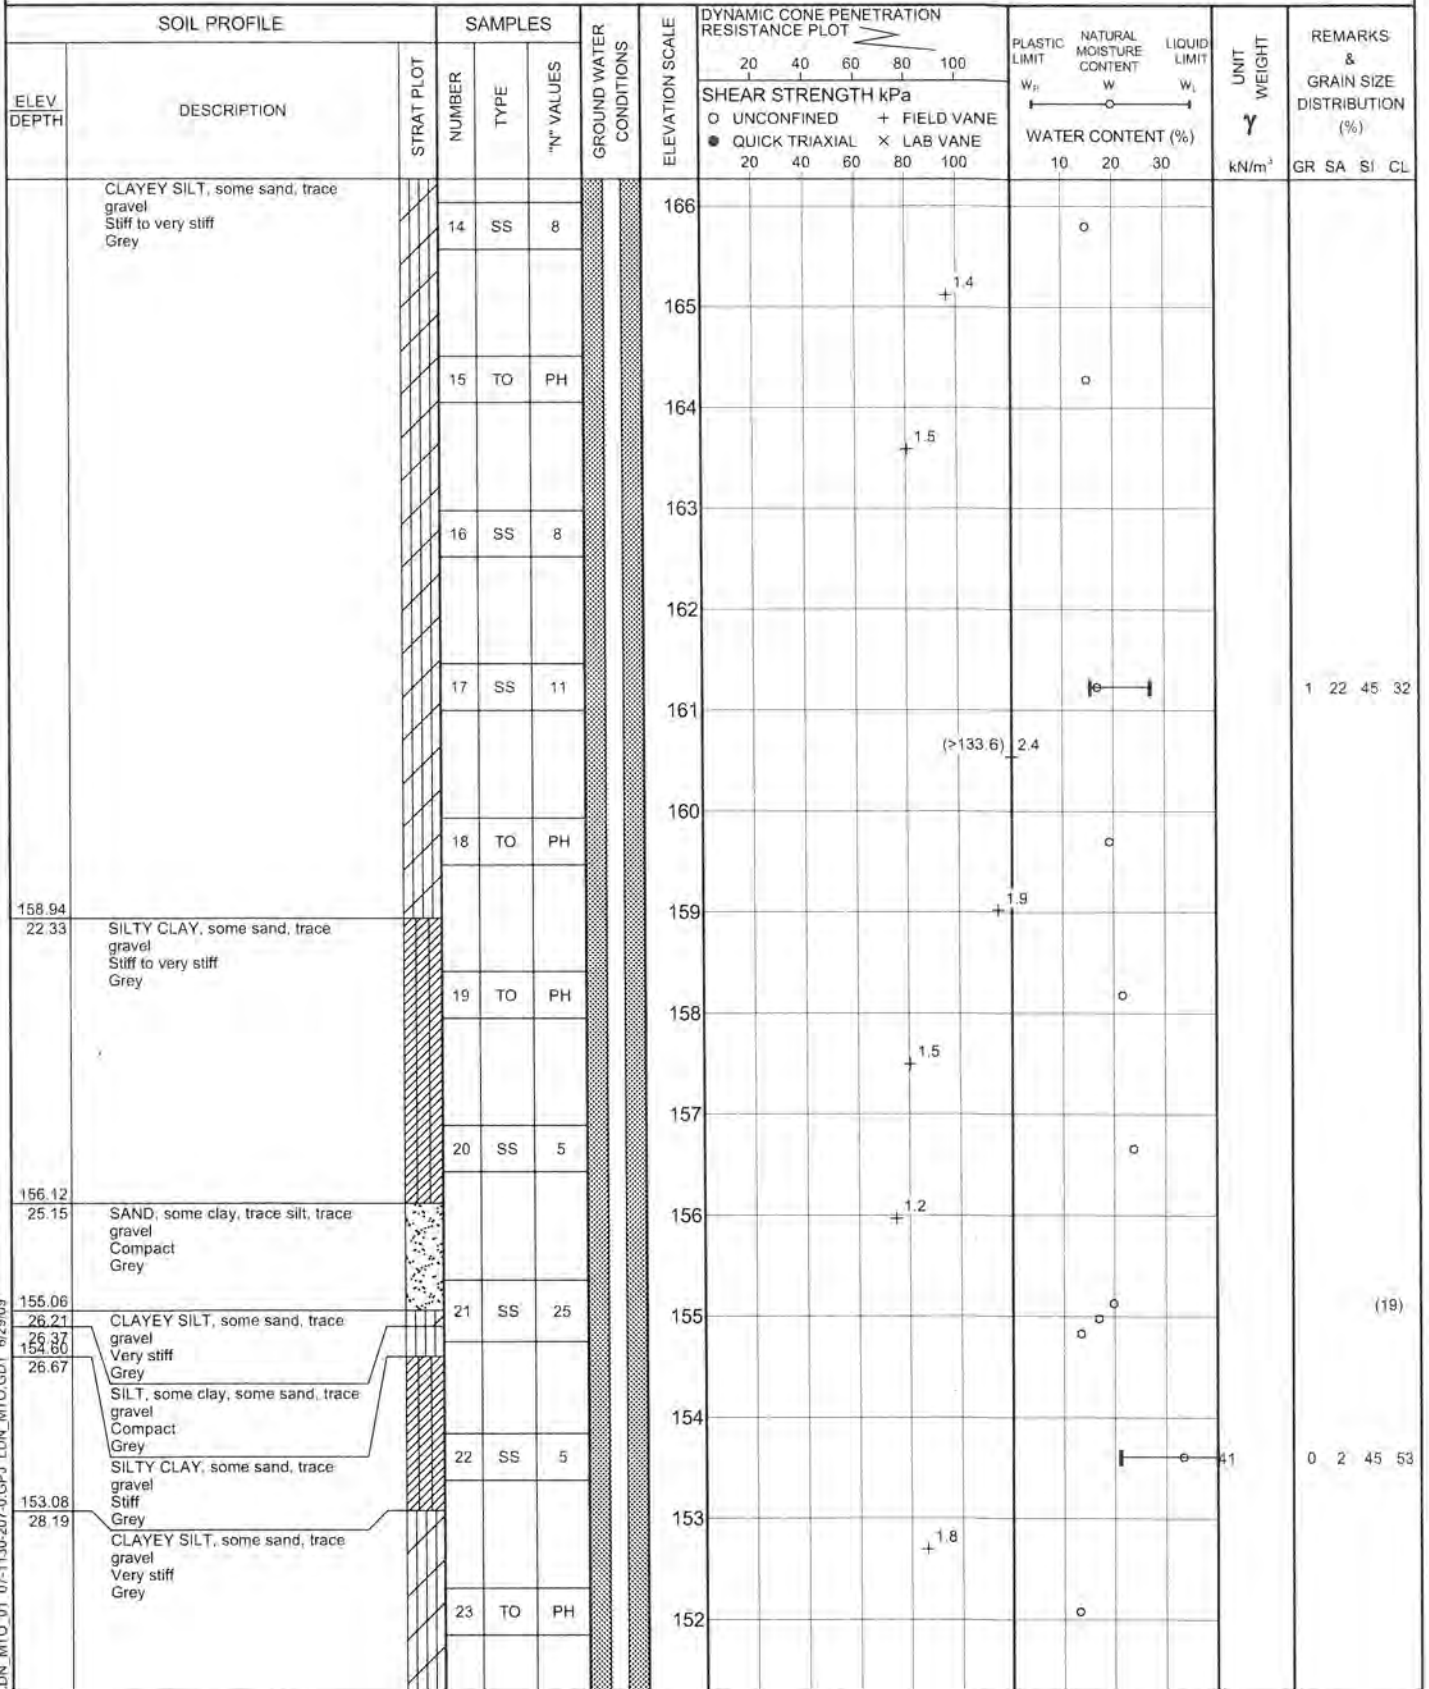 SOIL PROFILE
SAMPLES
GROUND WATER CONDITIONS
ELEVATION SCALE
DYNAMIC CONE PENETRATION
RESISTANCE PLOT
20 40 60 80 100
SHEAR STRENGTH kPa
O UNCONFINED + FIELD VANE
● QUICK TRIAXIAL × LAB VANE
20 40 60 80 100
PLASTIC LIMIT
NATURAL MOISTURE CONTENT
LIQUID LIMIT
W W
WATER CONTENT (%)
10 20 30
UNIT WEIGHT
γ
kN/m³
REMARKS
&
GRAIN SIZE
DISTRIBUTION
(%)
GR SA SI CL
ELEV
DEPTH
DESCRIPTION
STRAT PLOT
NUMBER
TYPE
"N" VALUES
CLAYEY SILT, some sand, trace
gravel
Stiff to very stiff
Grey
166
14 SS 8
1.4
165
15 TO PH
164
1.5
163
16 SS 8
162
17 SS 11
1 22 45 32
161
(>133.6) 2.4
160
18 TO PH
1.9
159
158.94
22.33
SILTY CLAY, some sand, trace
gravel
Stiff to very stiff
Grey
19 TO PH
158
1.5
157
20 SS 5
156.12
25.15
SAND, some clay, trace silt, trace
gravel
Compact
Grey
1.2
156
155.06
26.21
26.37
154.60
26.67
21 SS 25
(19)
155
CLAYEY SILT, some sand, trace
gravel
Very stiff
Grey
SILT, some clay, some sand, trace
gravel
Compact
Grey
154
22 SS 5
41
0 2 45 53
SILTY CLAY, some sand, trace
gravel
Stiff
Grey
153.08
28.19
153
CLAYEY SILT, some sand, trace
gravel
Very stiff
Grey
1.8
23 TO PH
152